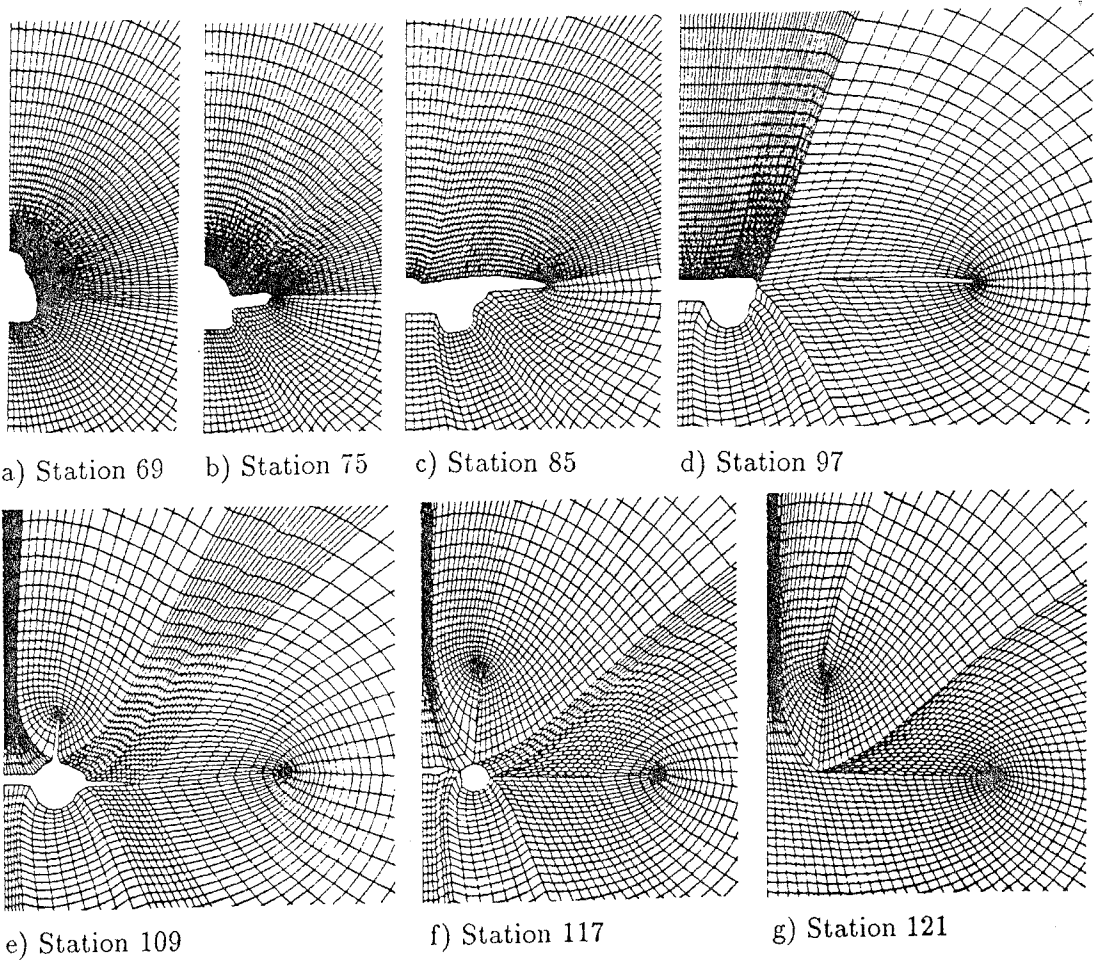 a) Station 69
b) Station 75
c) Station 85
d) Station 97
e) Station 109
f) Station 117
g) Station 121